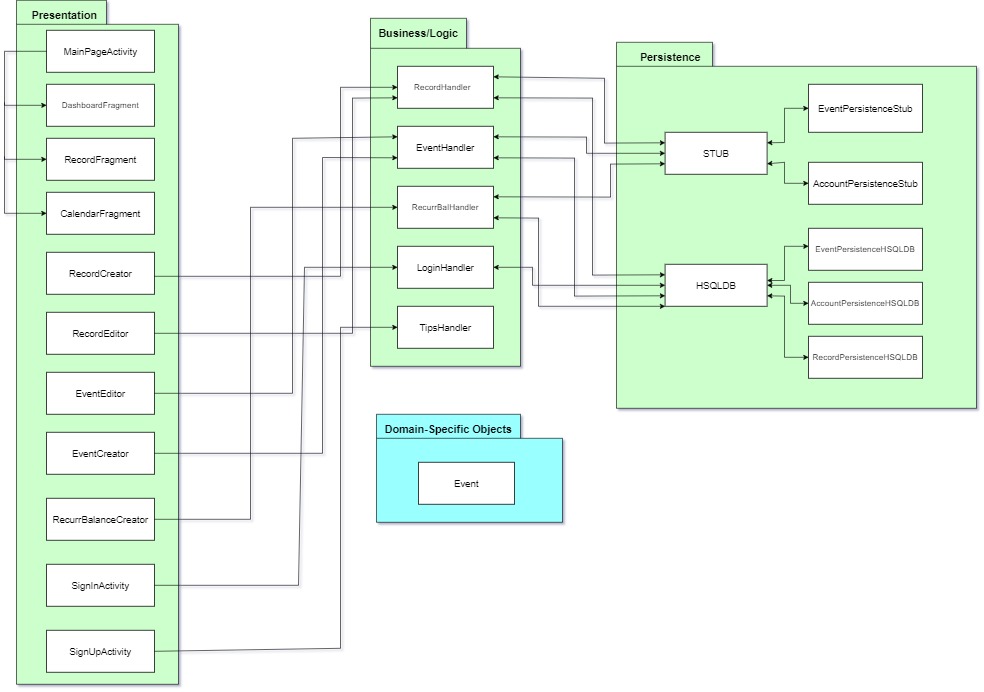 Presentation
MainPageActivity
DashboardFragment
RecordFragment
CalendarFragment
RecordCreator
RecordEditor
EventEditor
EventCreator
RecurrBalanceCreator
SignInActivity
SignUpActivity
Business/Logic
RecordHandler
EventHandler
RecurrBalHandler
LoginHandler
TipsHandler
Domain-Specific Objects
Event
Persistence
STUB
HSQLDB
EventPersistenceStub
AccountPersistenceStub
EventPersistenceHSQLDB
AccountPersistenceHSQLDB
RecordPersistenceHSQLDB